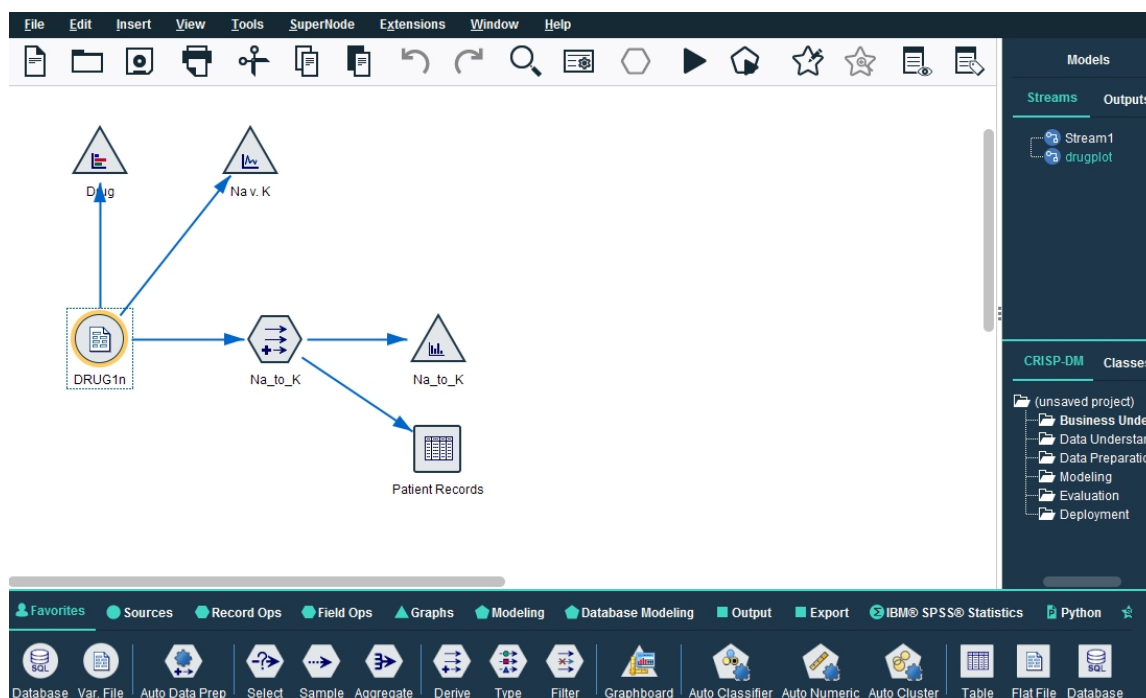 File Edit Insert View Tools SuperNode Extensions Window Help
Models
Streams Outputs
Stream1
drugplot
Drug
Na v. K
DRUG1n
Na_to_K
Na_to_K
Patient Records
CRISP-DM Classes
(unsaved project)
Business Unde
Data Understan
Data Preparatio
Modeling
Evaluation
Deployment
Favorites Sources Record Ops Field Ops Graphs Modeling Database Modeling Output Export IBM® SPSS® Statistics Python
SQL SQL
Database Var. File Auto Data Prep Select Sample Aggregate Derive Type Filter Graphboard Auto Classifier Auto Numeric Auto Cluster Table Flat File Database